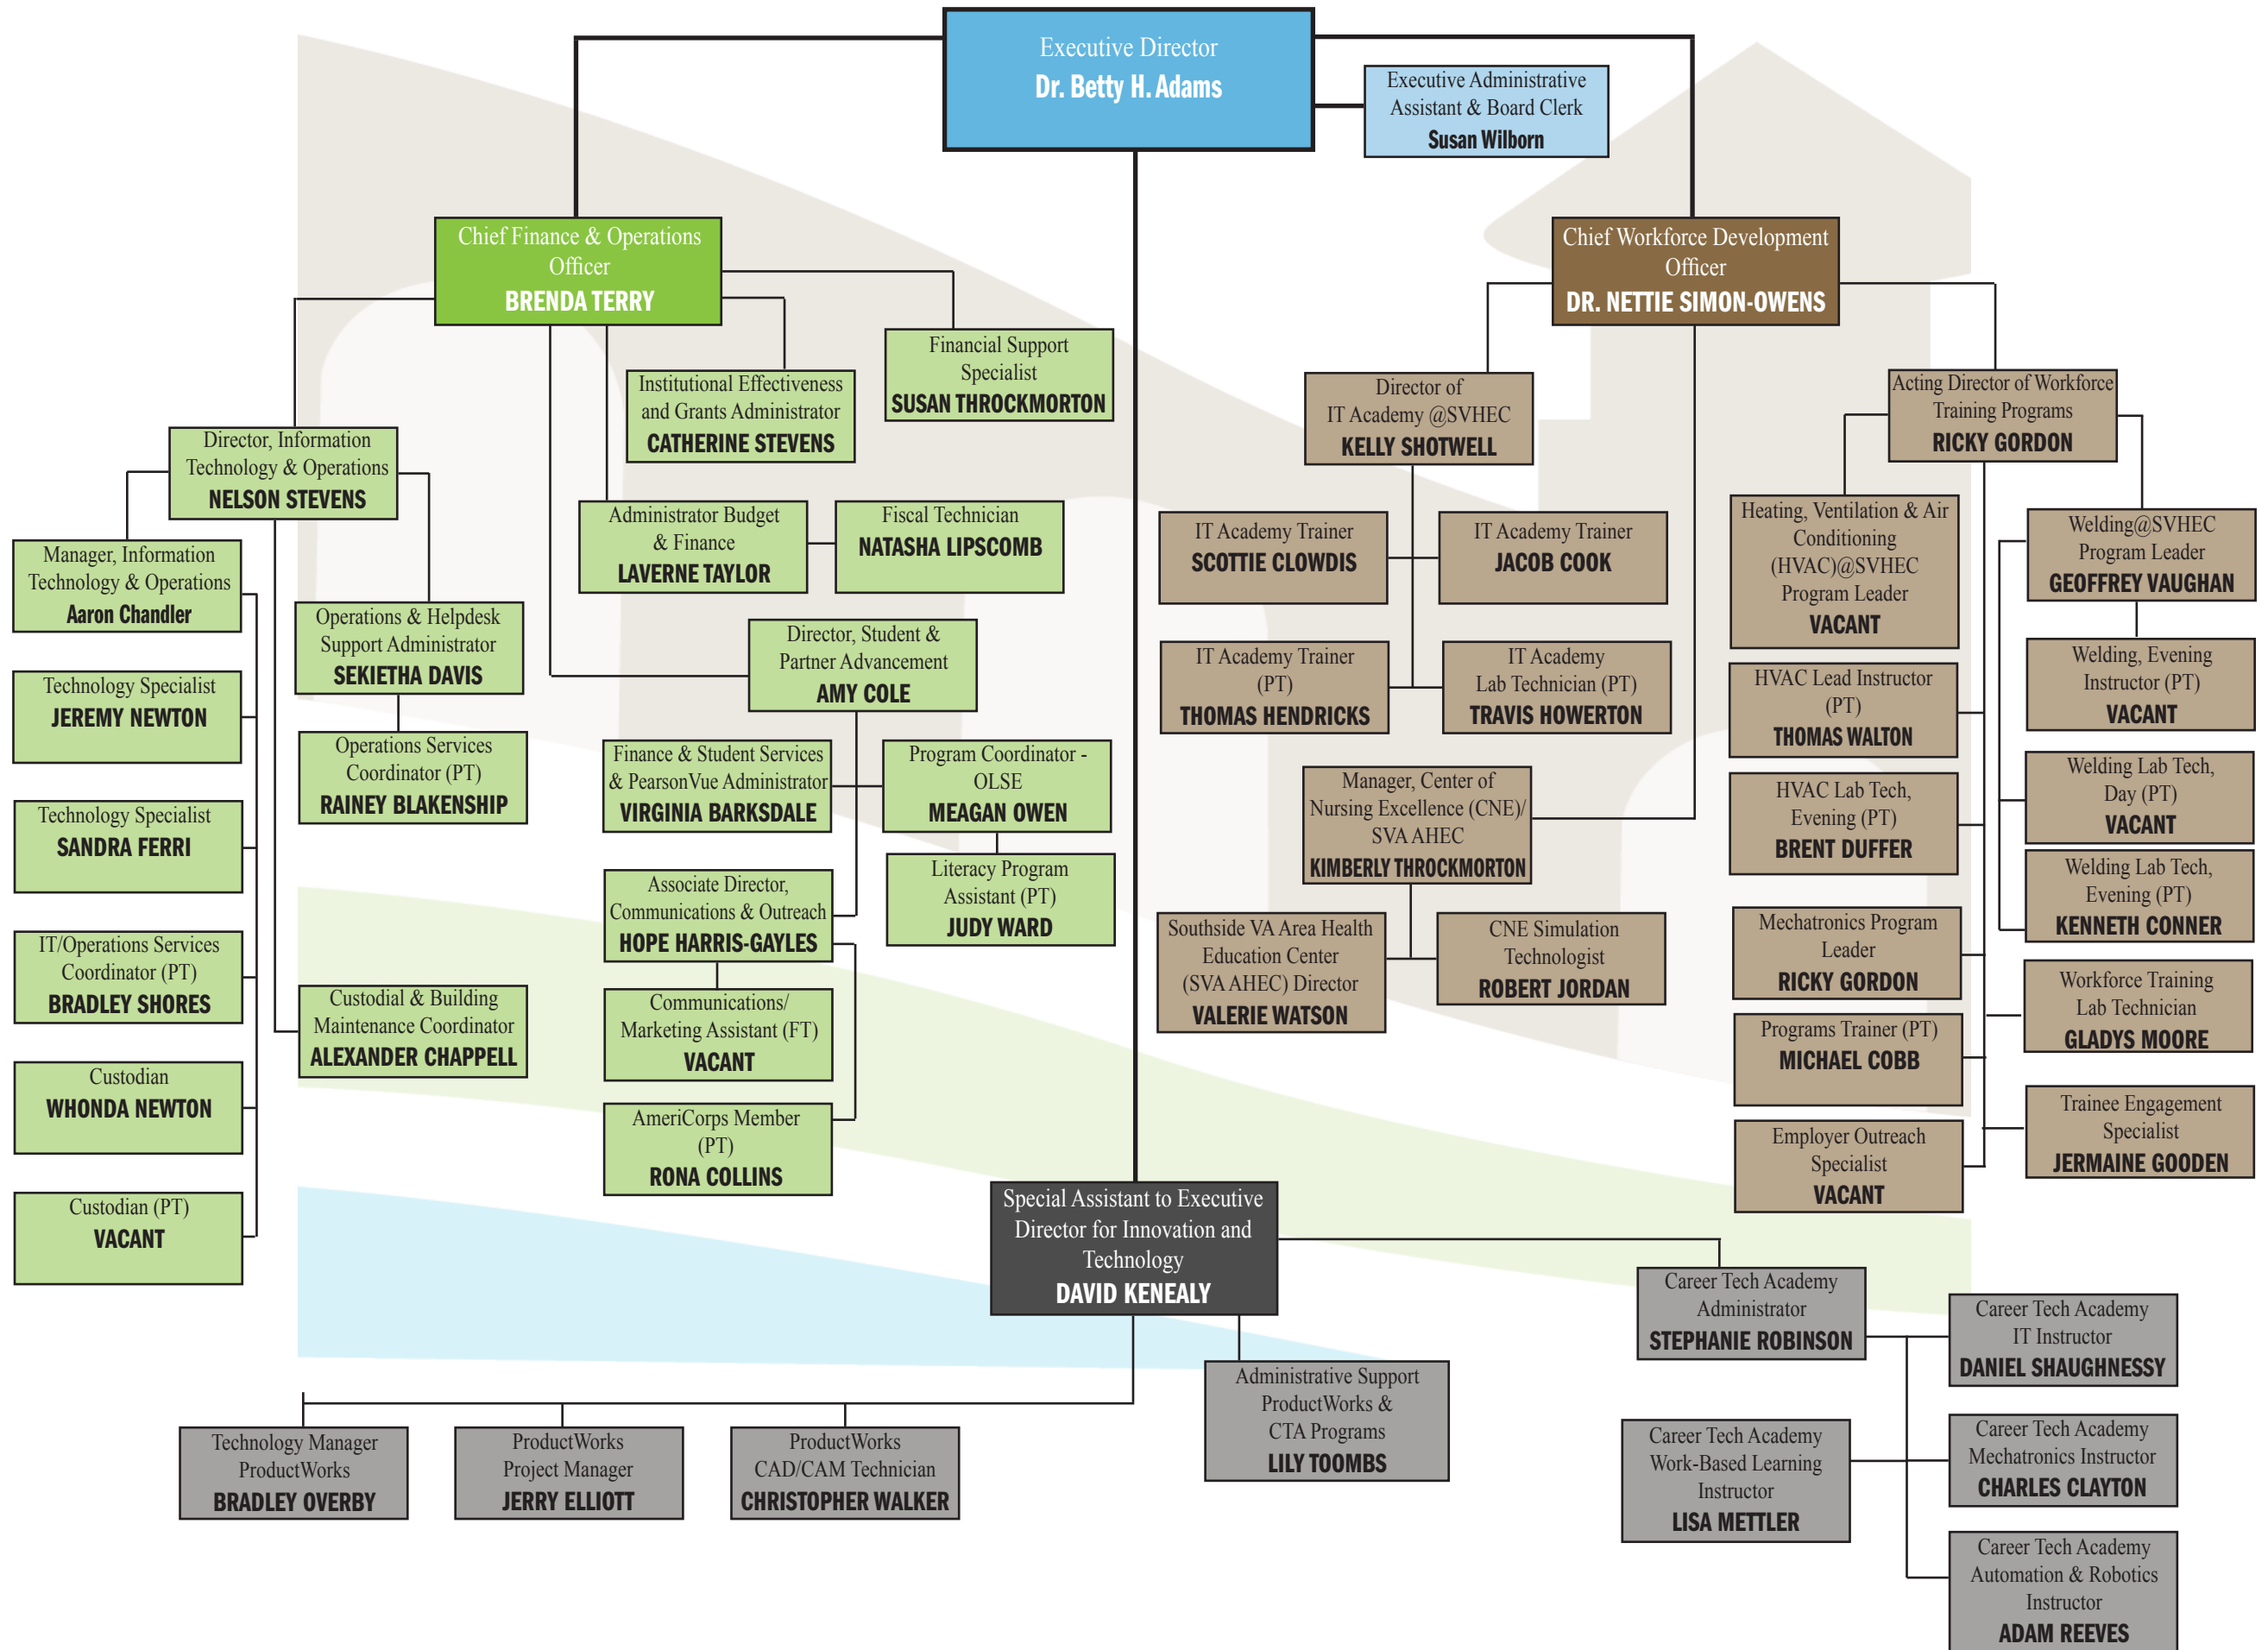 Executive Director
Dr. Betty H. Adams
Executive Administrative
Assistant & Board Clerk
Susan Wilborn
Chief Finance & Operations
Officer
BRENDA TERRY
Chief Workforce Development
Officer
DR. NETTIE SIMON-OWENS
Financial Support
Specialist
SUSAN THROCKMORTON
Institutional Effectiveness
and Grants Administrator
CATHERINE STEVENS
Director, Information
Technology & Operations
NELSON STEVENS
Administrator Budget
& Finance
LAVERNE TAYLOR
Fiscal Technician
NATASHA LIPSCOMB
Manager, Information
Technology & Operations
Aaron Chandler
Operations & Helpdesk
Support Administrator
SEKIETHA DAVIS
Director, Student &
Partner Advancement
AMY COLE
Technology Specialist
JEREMY NEWTON
Operations Services
Coordinator (PT)
RAINEY BLAKENSHIP
Finance & Student Services
& PearsonVue Administrator
VIRGINIA BARKSDALE
Program Coordinator -
OLSE
MEAGAN OWEN
Technology Specialist
SANDRA FERRI
Literacy Program
Assistant (PT)
JUDY WARD
Associate Director,
Communications & Outreach
HOPE HARRIS-GAYLES
IT/Operations Services
Coordinator (PT)
BRADLEY SHORES
Custodial & Building
Maintenance Coordinator
ALEXANDER CHAPPELL
Communications/
Marketing Assistant (FT)
VACANT
Custodian
WHONDA NEWTON
AmeriCorps Member
(PT)
RONA COLLINS
Custodian (PT)
VACANT
Director of
IT Academy @SVHEC
KELLY SHOTWELL
Acting Director of Workforce
Training Programs
RICKY GORDON
IT Academy Trainer
SCOTTIE CLOWDIS
IT Academy Trainer
JACOB COOK
IT Academy Trainer
(PT)
THOMAS HENDRICKS
IT Academy
Lab Technician (PT)
TRAVIS HOWERTON
Manager, Center of
Nursing Excellence (CNE)/
SVA AHEC
KIMBERLY THROCKMORTON
Southside VA Area Health
Education Center
(SVA AHEC) Director
VALERIE WATSON
CNE Simulation
Technologist
ROBERT JORDAN
Heating, Ventilation & Air
Conditioning
(HVAC)@SVHEC
Program Leader
VACANT
Welding@SVHEC
Program Leader
GEOFFREY VAUGHAN
HVAC Lead Instructor
(PT)
THOMAS WALTON
Welding, Evening
Instructor (PT)
VACANT
HVAC Lab Tech,
Evening (PT)
BRENT DUFFER
Welding Lab Tech,
Day (PT)
VACANT
Welding Lab Tech,
Evening (PT)
KENNETH CONNER
Mechatronics Program
Leader
RICKY GORDON
Workforce Training
Lab Technician
GLADYS MOORE
Programs Trainer (PT)
MICHAEL COBB
Trainee Engagement
Specialist
JERMAINE GOODEN
Employer Outreach
Specialist
VACANT
Special Assistant to Executive
Director for Innovation and
Technology
DAVID KENEALY
Career Tech Academy
Administrator
STEPHANIE ROBINSON
Career Tech Academy
IT Instructor
DANIEL SHAUGHNESSY
Administrative Support
ProductWorks &
CTA Programs
LILY TOOMBS
Technology Manager
ProductWorks
BRADLEY OVERBY
ProductWorks
Project Manager
JERRY ELLIOTT
ProductWorks
CAD/CAM Technician
CHRISTOPHER WALKER
Career Tech Academy
Work-Based Learning
Instructor
LISA METTLER
Career Tech Academy
Mechatronics Instructor
CHARLES CLAYTON
Career Tech Academy
Automation & Robotics
Instructor
ADAM REEVES